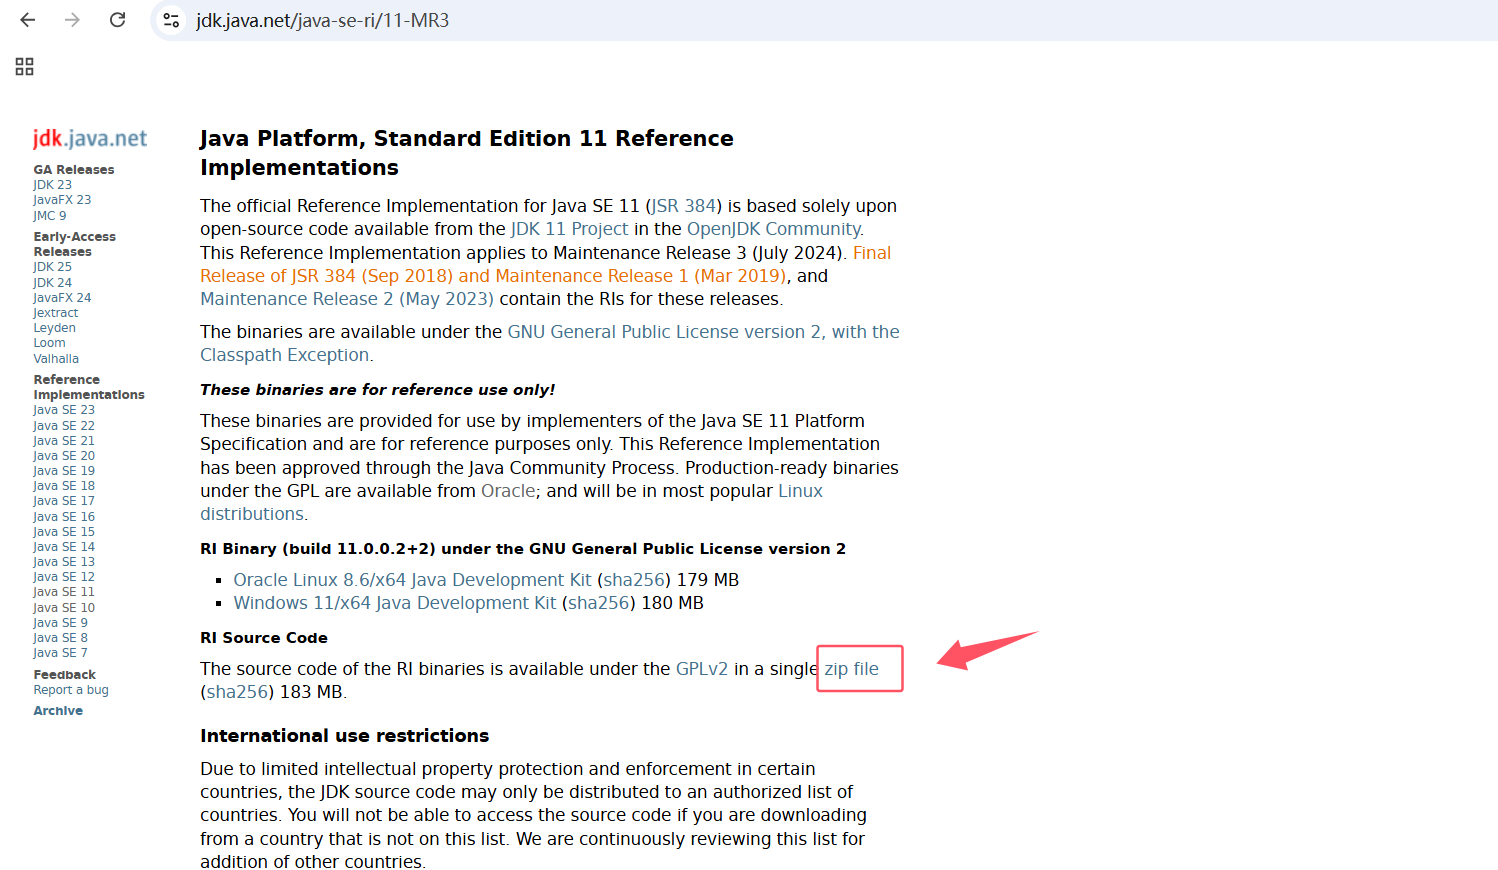 jdk.java.net/java-se-ri/11-MR3
jdk.java.net
GA Releases
JDK 23
JavaFX 23
JMC 9
Early-Access
Releases
JDK 25
JDK 24
JavaFX 24
Jextract
Leyden
Loom
Valhalla
Reference
Implementations
Java SE 23
Java SE 22
Java SE 21
Java SE 20
Java SE 19
Java SE 18
Java SE 17
Java SE 16
Java SE 15
Java SE 14
Java SE 13
Java SE 12
Java SE 11
Java SE 10
Java SE 9
Java SE 8
Java SE 7
Feedback
Report a bug
Archive
Java Platform, Standard Edition 11 Reference
Implementations
The official Reference Implementation for Java SE 11 (JSR 384) is based solely upon
open-source code available from the JDK 11 Project in the OpenJDK Community.
This Reference Implementation applies to Maintenance Release 3 (July 2024). Final
Release of JSR 384 (Sep 2018) and Maintenance Release 1 (Mar 2019), and
Maintenance Release 2 (May 2023) contain the RIs for these releases.
The binaries are available under the GNU General Public License version 2, with the
Classpath Exception.
These binaries are for reference use only!
These binaries are provided for use by implementers of the Java SE 11 Platform
Specification and are for reference purposes only. This Reference Implementation
has been approved through the Java Community Process. Production-ready binaries
under the GPL are available from Oracle; and will be in most popular Linux
distributions.
RI Binary (build 11.0.0.2+2) under the GNU General Public License version 2
Oracle Linux 8.6/x64 Java Development Kit (sha256) 179 MB
Windows 11/x64 Java Development Kit (sha256) 180 MB
RI Source Code
The source code of the RI binaries is available under the GPLv2 in a single zip file
(sha256) 183 MB.
International use restrictions
Due to limited intellectual property protection and enforcement in certain
countries, the JDK source code may only be distributed to an authorized list of
countries. You will not be able to access the source code if you are downloading
from a country that is not on this list. We are continuously reviewing this list for
addition of other countries.